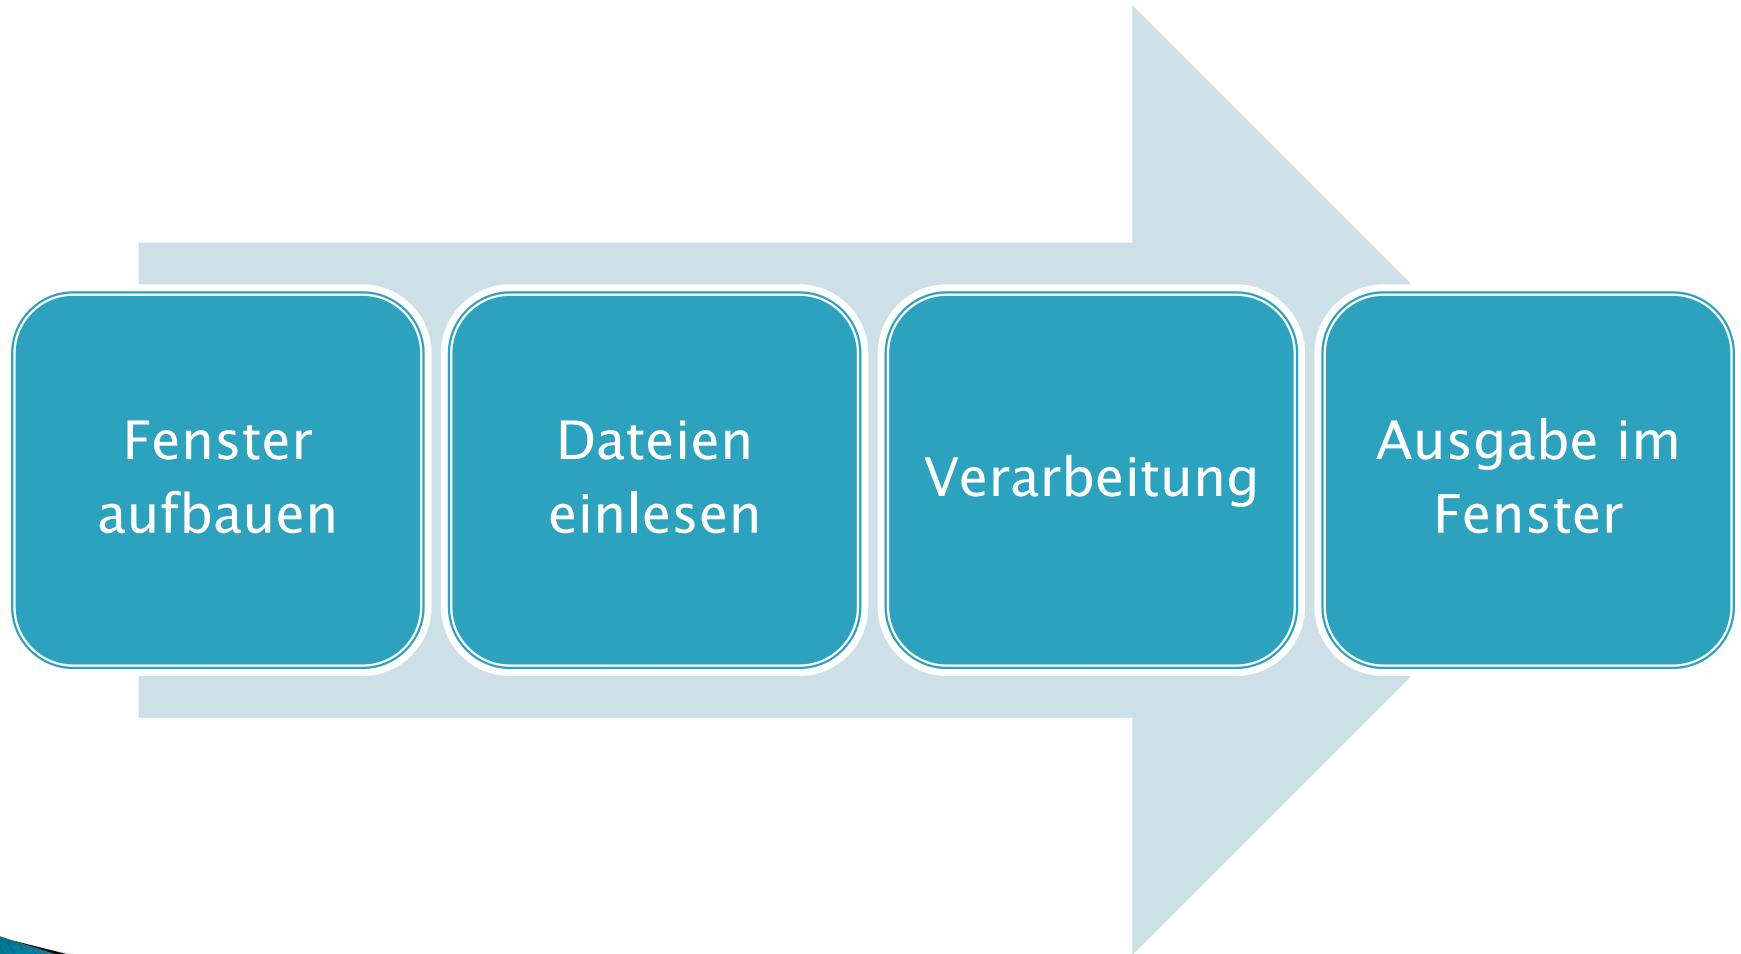 Fenster
aufbauen
Dateien
einlesen
Verarbeitung
Ausgabe im
Fenster